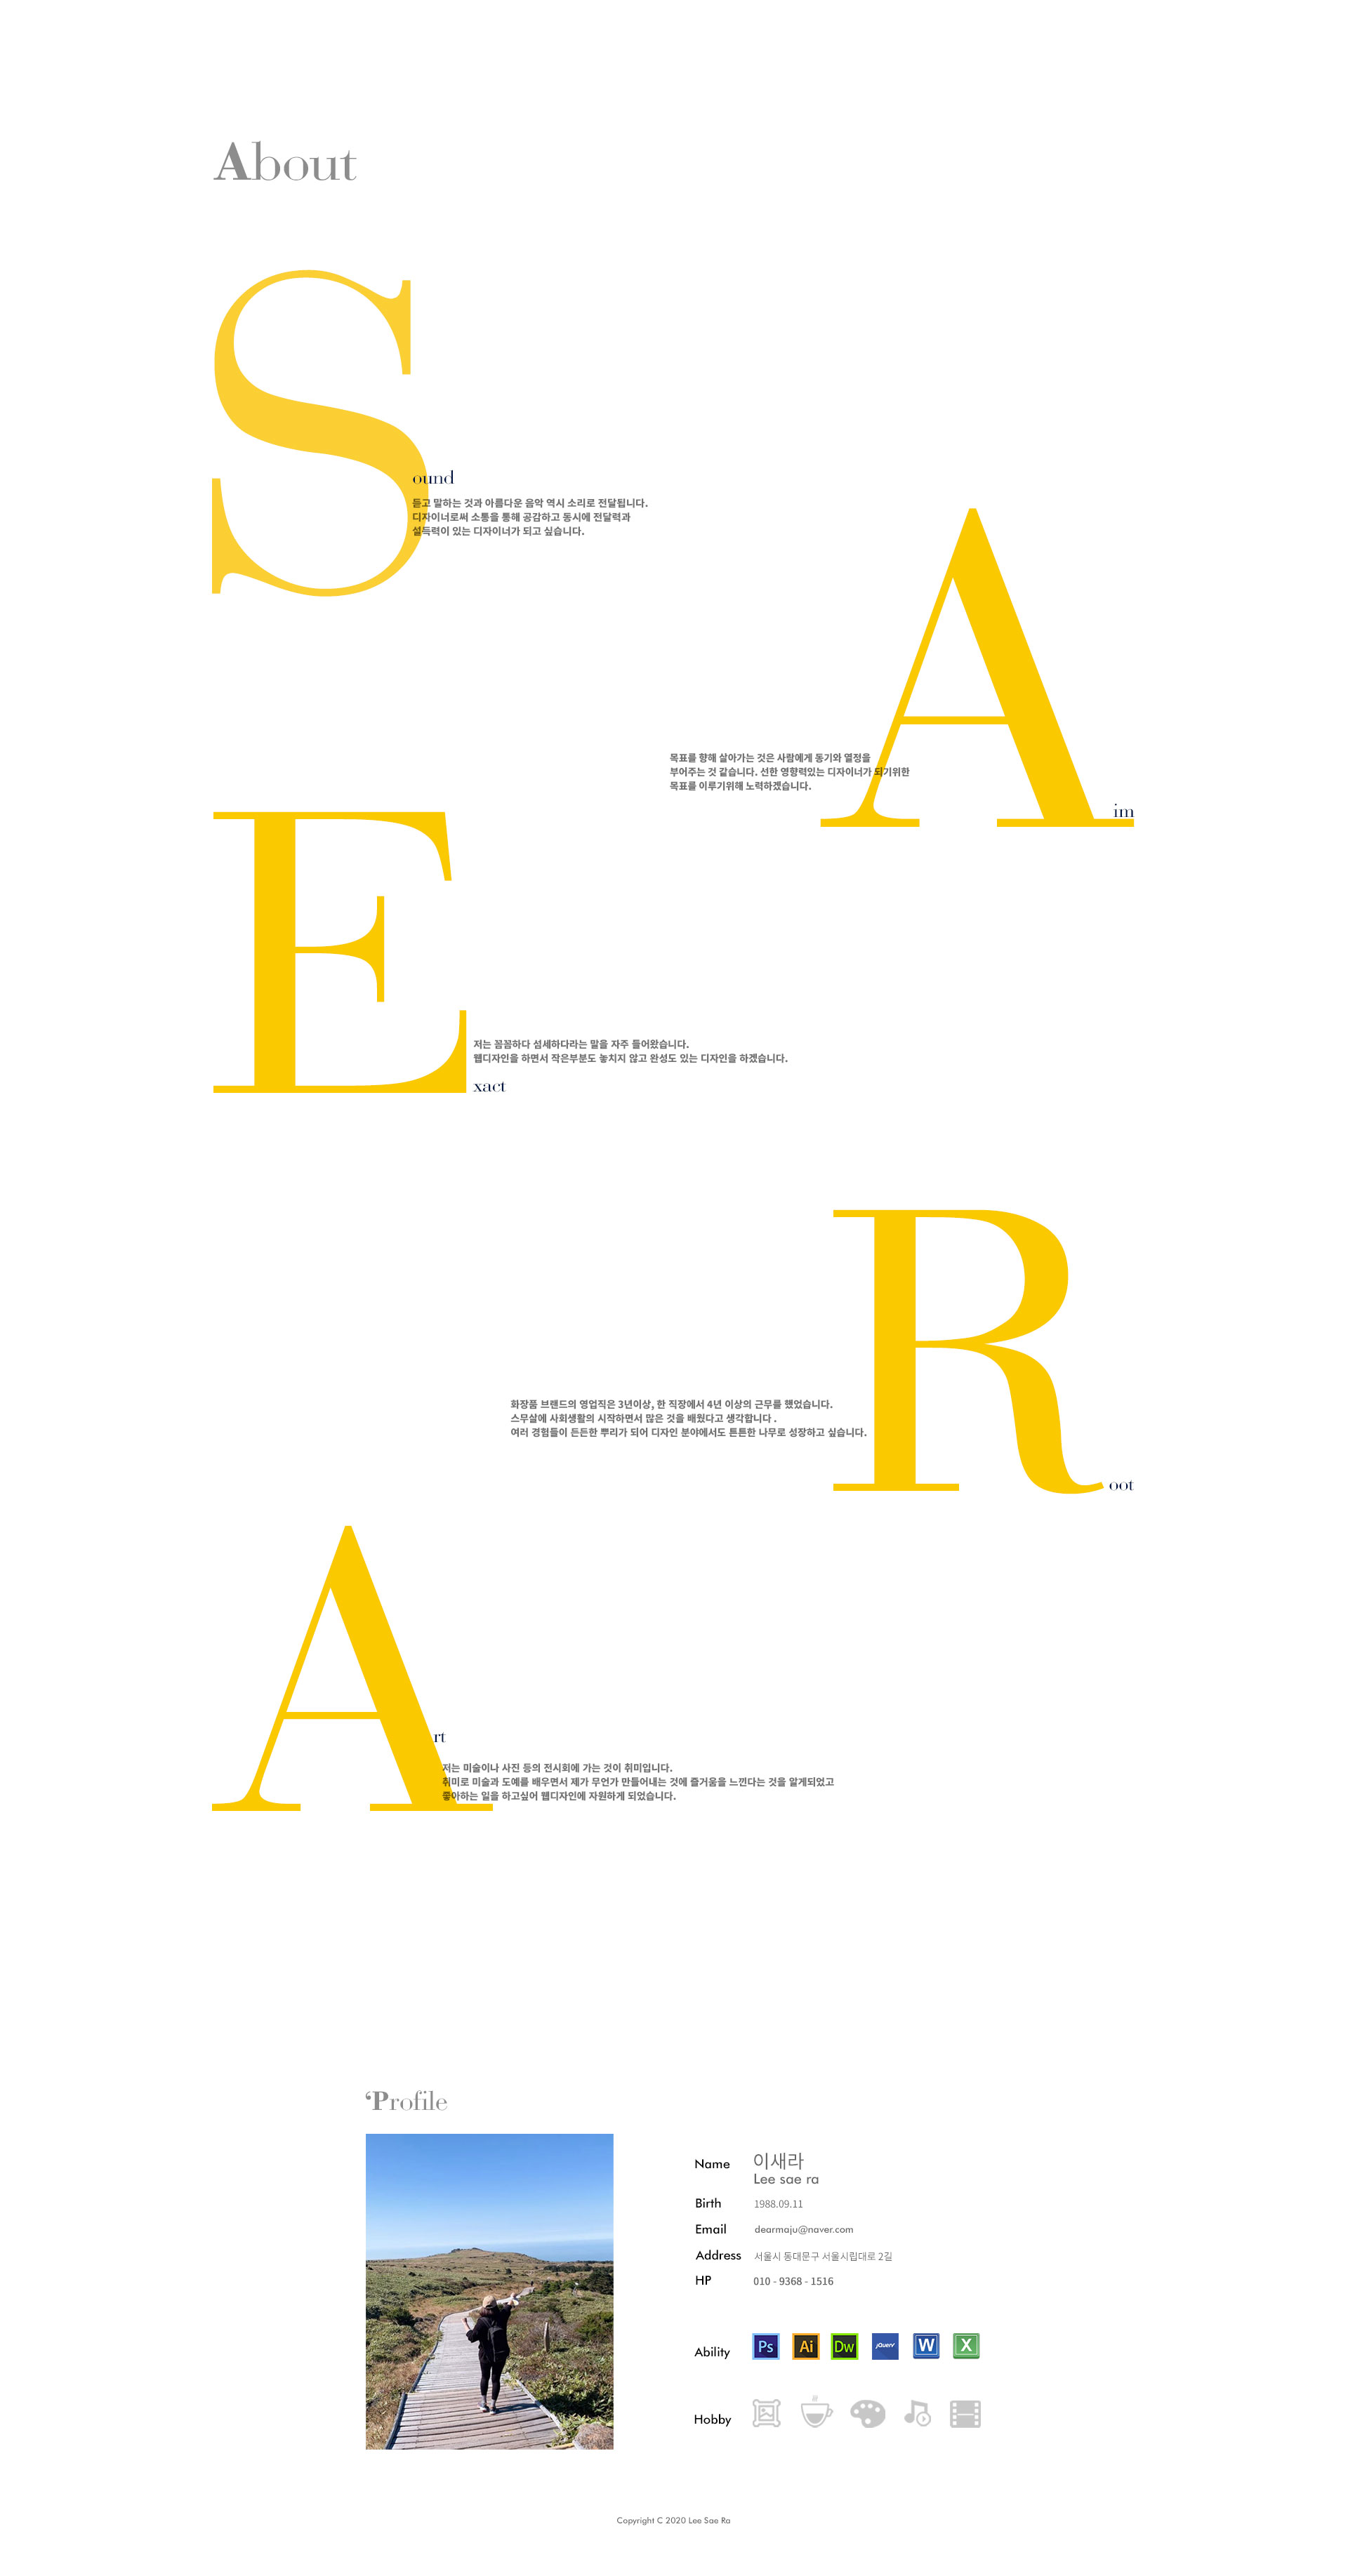 About
S
ound
듣고 말하는 것과 아름다운 음악 역시 소리로 전달됩니다.
디자이너로써 소통을 통해 공감하고 동시에 전달력과
설득력이 있는 디자이너가 되고 싶습니다.
A
목표를 향해 살아가는 것은 사람에게 동기와 열정을
부어주는 것 같습니다. 선한 영향력있는 디자이너가 되기위한
목표를 이루기위해 노력하겠습니다.
im
E
저는 꼼꼼하다 섬세하다라는 말을 자주 들어왔습니다.
웹디자인을 하면서 작은부분도 놓치지 않고 완성도 있는 디자인을 하겠습니다.
xact
R
화장품 브랜드의 영업직은 3년이상, 한 직장에서 4년 이상의 근무를 했었습니다.
스무살에 사회생활의 시작하면서 많은 것을 배웠다고 생각합니다 .
여러 경험들이 든든한 뿌리가 되어 디자인 분야에서도 튼튼한 나무로 성장하고 싶습니다.
oot
A
rt
저는 미술이나 사진 등의 전시회에 가는 것이 취미입니다.
취미로 미술과 도예를 배우면서 제가 무언가 만들어내는 것에 즐거움을 느낀다는 것을 알게되었고
좋아하는 일을 하고싶어 웹디자인에 자원하게 되었습니다.
‘Profile
Name 이새라
Lee sae ra
Birth 1988.09.11
Email dearmaju@naver.com
Address 서울시 동대문구 서울시립대로 2길
HP 010 - 9368 - 1516
Ability Ps Ai Dw jQuery W X
Hobby
Copyright C 2020 Lee Sae Ra